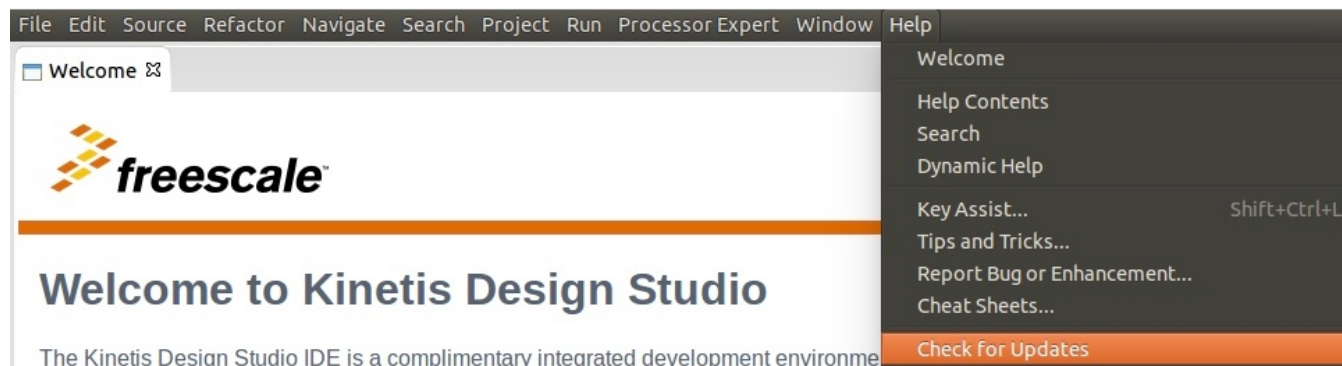 File Edit Source Refactor Navigate Search Project Run Processor Expert Window Help
Welcome
freescale™
Welcome to Kinetis Design Studio
The Kinetis Design Studio IDE is a complimentary integrated development
Welcome
Help Contents
Search
Dynamic Help
Key Assist... Shift+Ctrl+L
Tips and Tricks...
Report Bug or Enhancement...
Cheat Sheets...
Check for Updates